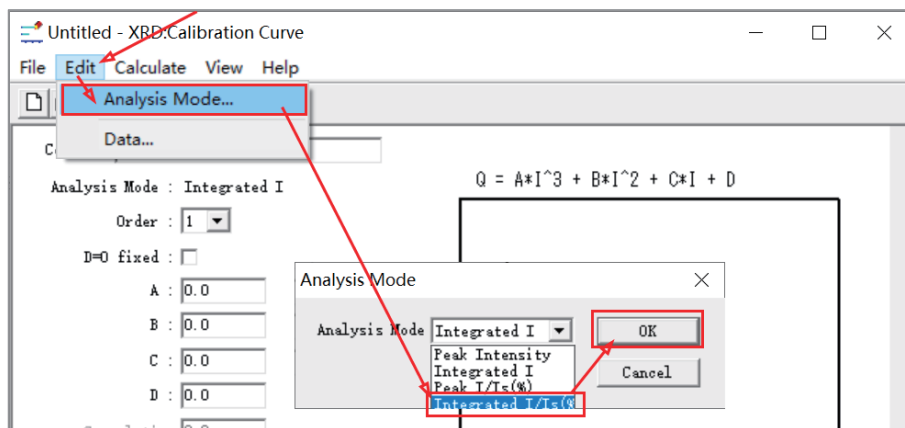 Untitled - XRD:Calibration Curve
File Edit Calculate View Help
Analysis Mode...
Data...
Analysis Mode : Integrated I
Q = A*I^3 + B*I^2 + C*I + D
Order : 1
D=0 fixed :
A : 0.0
B : 0.0
C : 0.0
D : 0.0
Analysis Mode
Analysis Mode Integrated I OK
Peak Intensity
Integrated I
Cancel
Peak I/Is(%)
Integrated I/Is(%